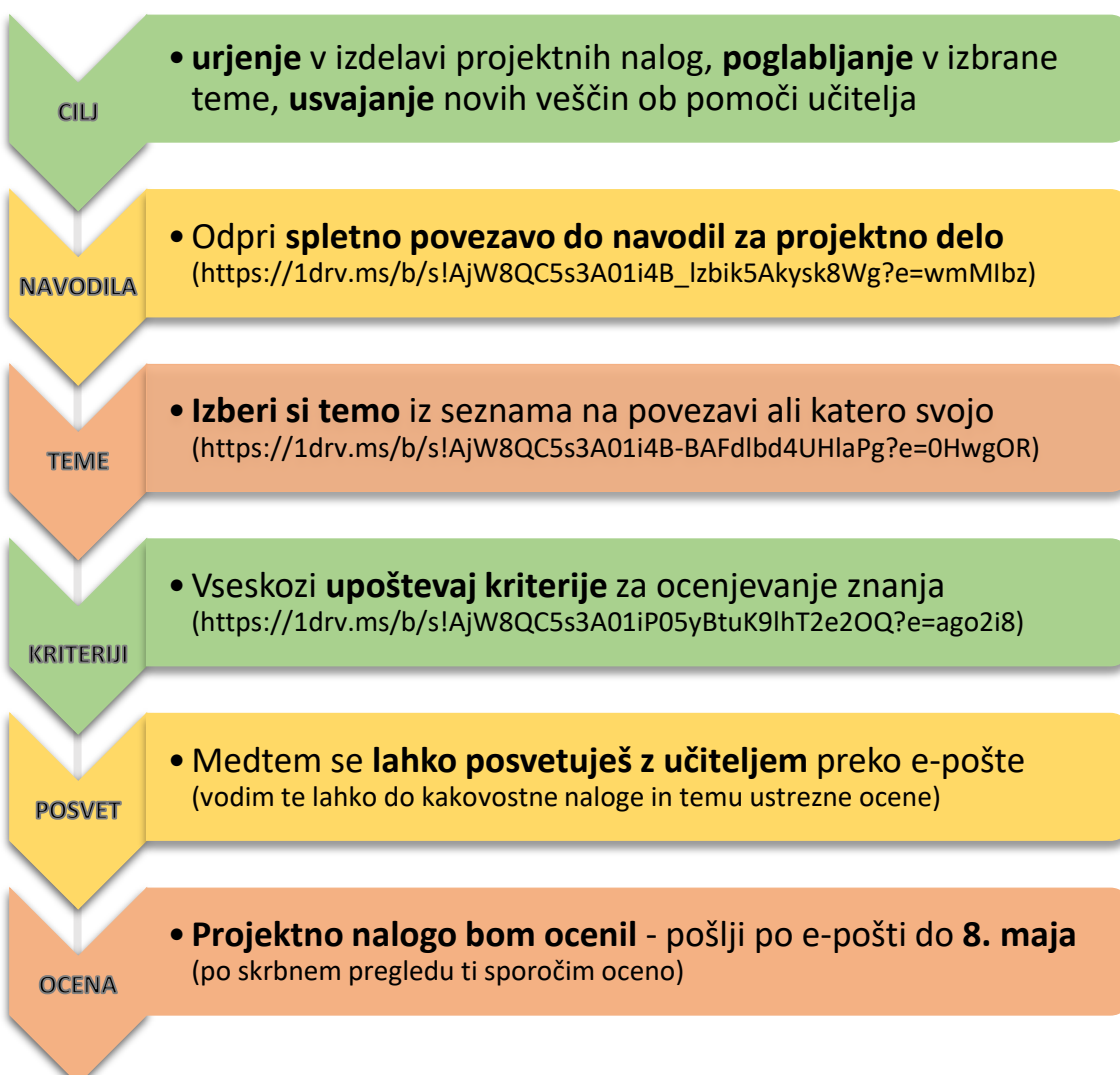 CILJ
• urjenje v izdelavi projektnih nalog, poglabljanje v izbrane
teme, usvajanje novih veščin ob pomoči učitelja
NAVODILA
• Odpri spletno povezavo do navodil za projektno delo
(https://1drv.ms/b/s!AjW8QC5s3A01i4B_lzbik5Akysk8Wg?e=wmMIbz)
TEME
• Izberi si temo iz seznama na povezavi ali katero svojo
(https://1drv.ms/b/s!AjW8QC5s3A01i4B-BAFdlbd4UHlaPg?e=0HwgOR)
KRITERIJI
• Vseskozi upoštevaj kriterije za ocenjevanje znanja
(https://1drv.ms/b/s!AjW8QC5s3A01iP05yBtuK9lhT2e2OQ?e=ago2i8)
POSVET
• Medtem se lahko posvetuješ z učiteljem preko e-pošte
(vodim te lahko do kakovostne naloge in temu ustrezne ocene)
OCENA
• Projektno nalogo bom ocenil - pošlji po e-pošti do 8. maja
(po skrbnem pregledu ti sporočim oceno)